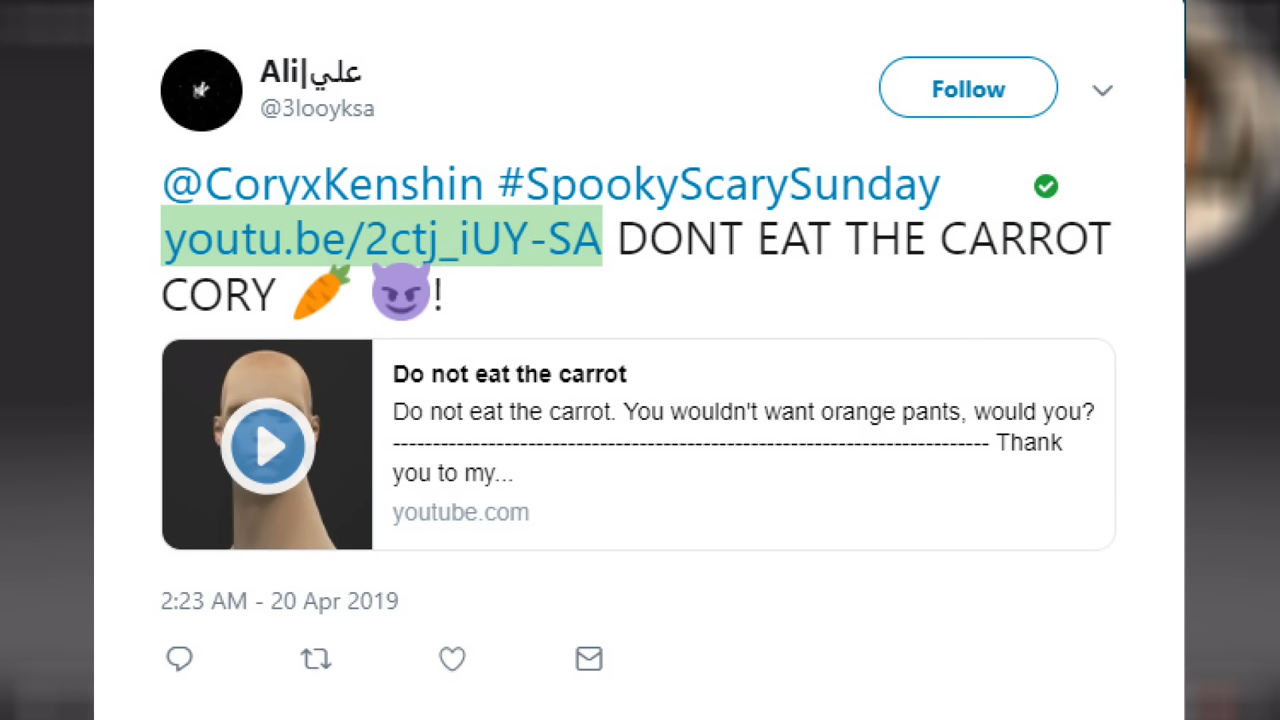 Ali|علي
@3looyksa
Follow
@CoryxKenshin #SpookyScarySunday
youtu.be/2ctj_iUY-SA DONT EAT THE CARROT
CORY 🥕 😈!
Do not eat the carrot
Do not eat the carrot. You wouldn't want orange pants, would you?
-------------------------------------------------------------------------- Thank
you to my...
youtube.com
2:23 AM - 20 Apr 2019